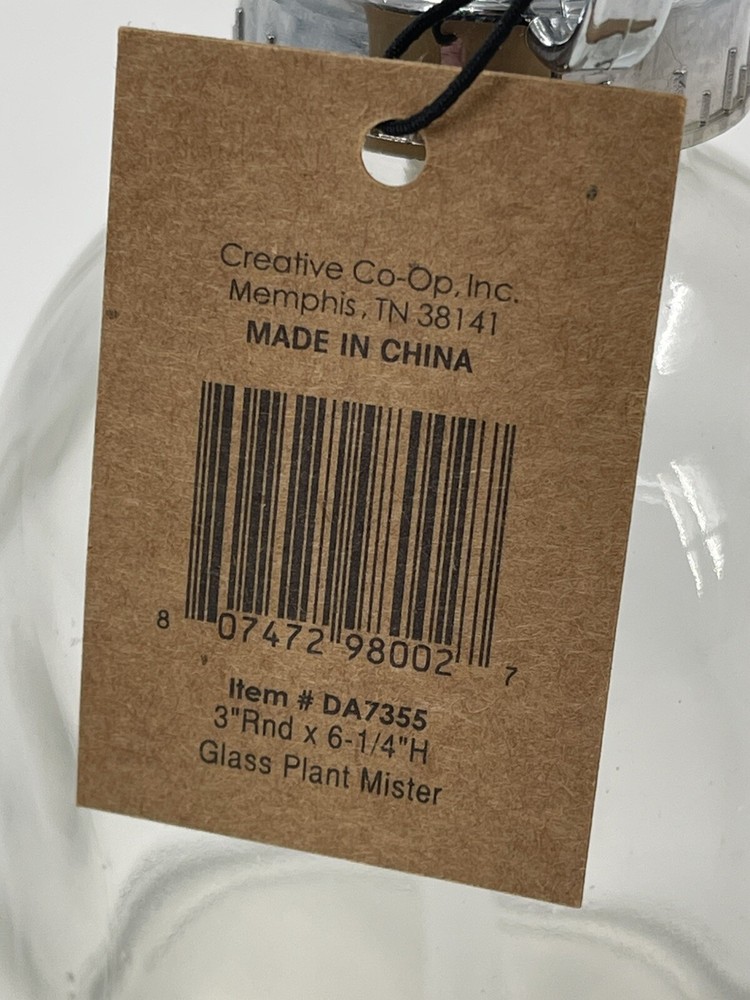 Creative Co-Op, Inc.
Memphis, TN 38141
MADE IN CHINA
8 07472 98002 7
Item # DA7355
3"Rnd x 6-1/4"H
Glass Plant Mister